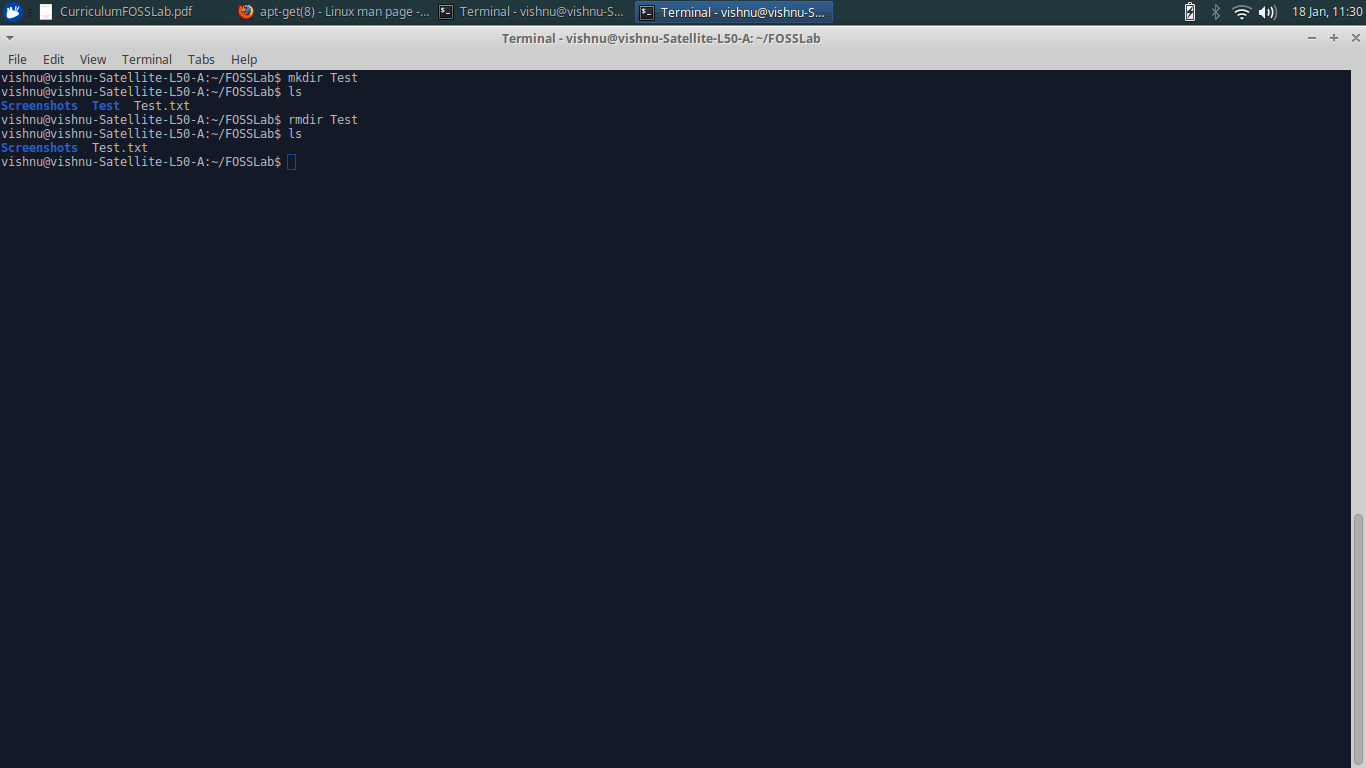 CurriculumFOSSLab.pdf apt-get(8) - Linux man page -... Terminal - vishnu@vishnu-S... Terminal - vishnu@vishnu-S... 18 Jan, 11:30
Terminal - vishnu@vishnu-Satellite-L50-A: ~/FOSSLab
File Edit View Terminal Tabs Help
vishnu@vishnu-Satellite-L50-A:~/FOSSLab$ mkdir Test
vishnu@vishnu-Satellite-L50-A:~/FOSSLab$ ls
Screenshots  Test  Test.txt
vishnu@vishnu-Satellite-L50-A:~/FOSSLab$ rmdir Test
vishnu@vishnu-Satellite-L50-A:~/FOSSLab$ ls
Screenshots  Test.txt
vishnu@vishnu-Satellite-L50-A:~/FOSSLab$